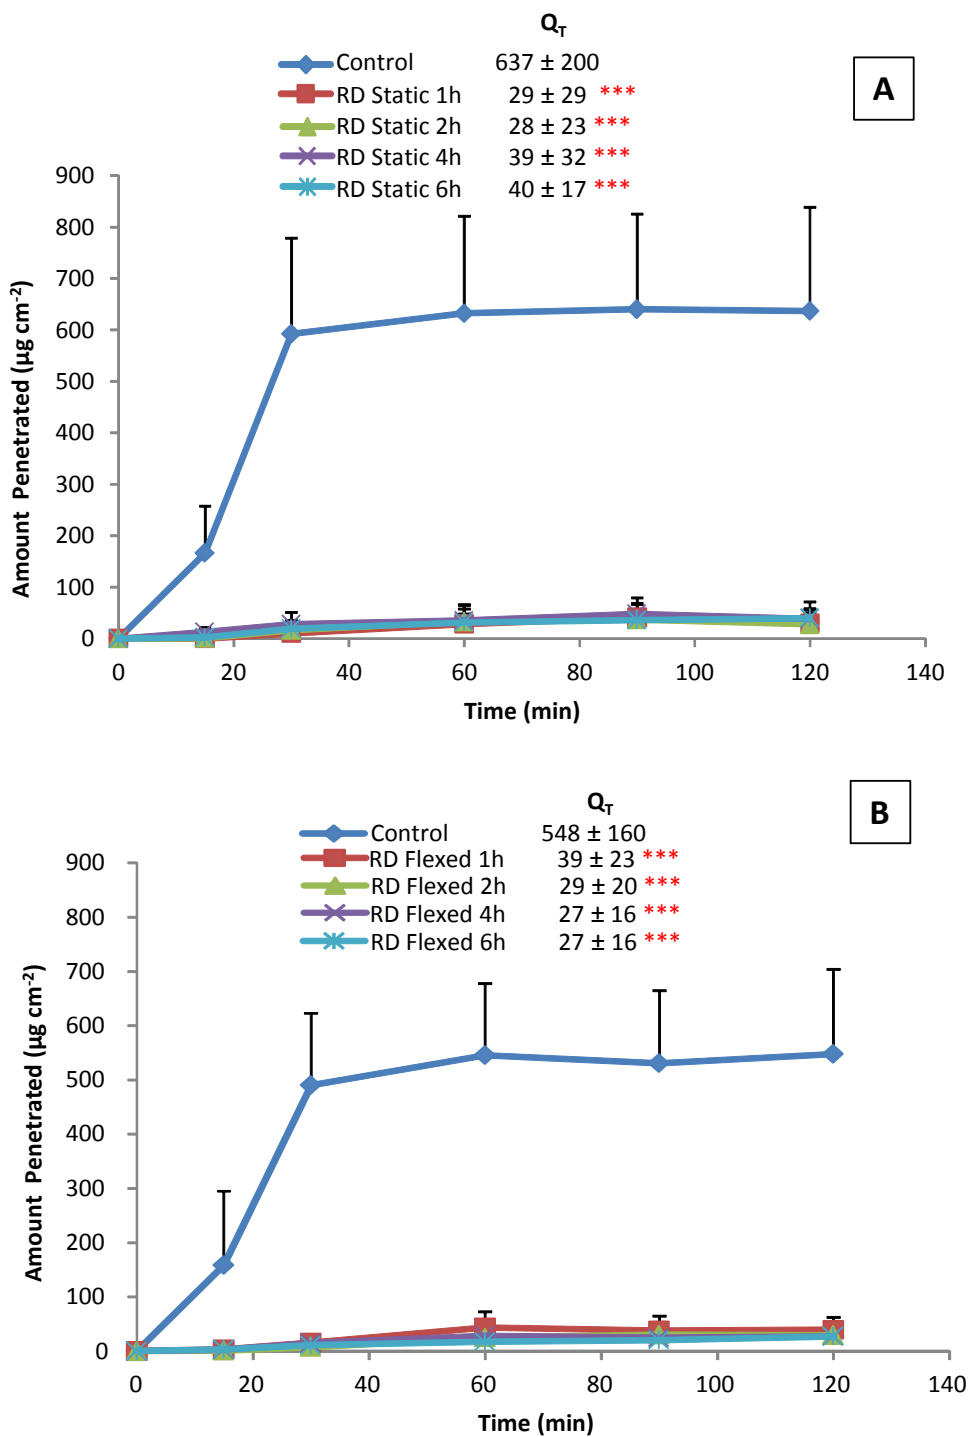 Q_T
Control 637 ± 200
A
RD Static 1h 29 ± 29 ***
RD Static 2h 28 ± 23 ***
RD Static 4h 39 ± 32 ***
RD Static 6h 40 ± 17 ***
900
800
700
600
500
400
300
200
100
0
Amount Penetrated (µg cm⁻²)
0 20 40 60 80 100 120 140
Time (min)
Q_T
B
Control 548 ± 160
RD Flexed 1h 39 ± 23 ***
RD Flexed 2h 29 ± 20 ***
RD Flexed 4h 27 ± 16 ***
RD Flexed 6h 27 ± 16 ***
900
800
700
600
500
400
300
200
100
0
Amount Penetrated (µg cm⁻²)
0 20 40 60 80 100 120 140
Time (min)